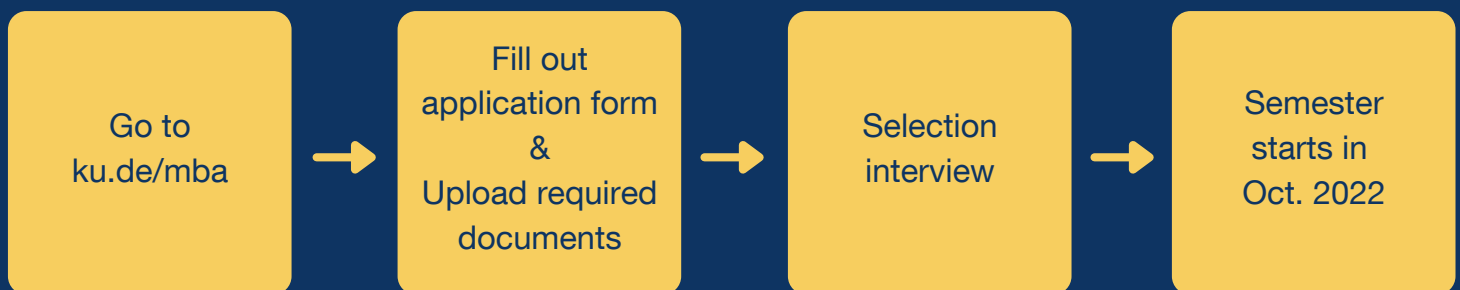 Go to
ku.de/mba
Fill out
application form
&
Upload required
documents
Selection
interview
Semester
starts in
Oct. 2022